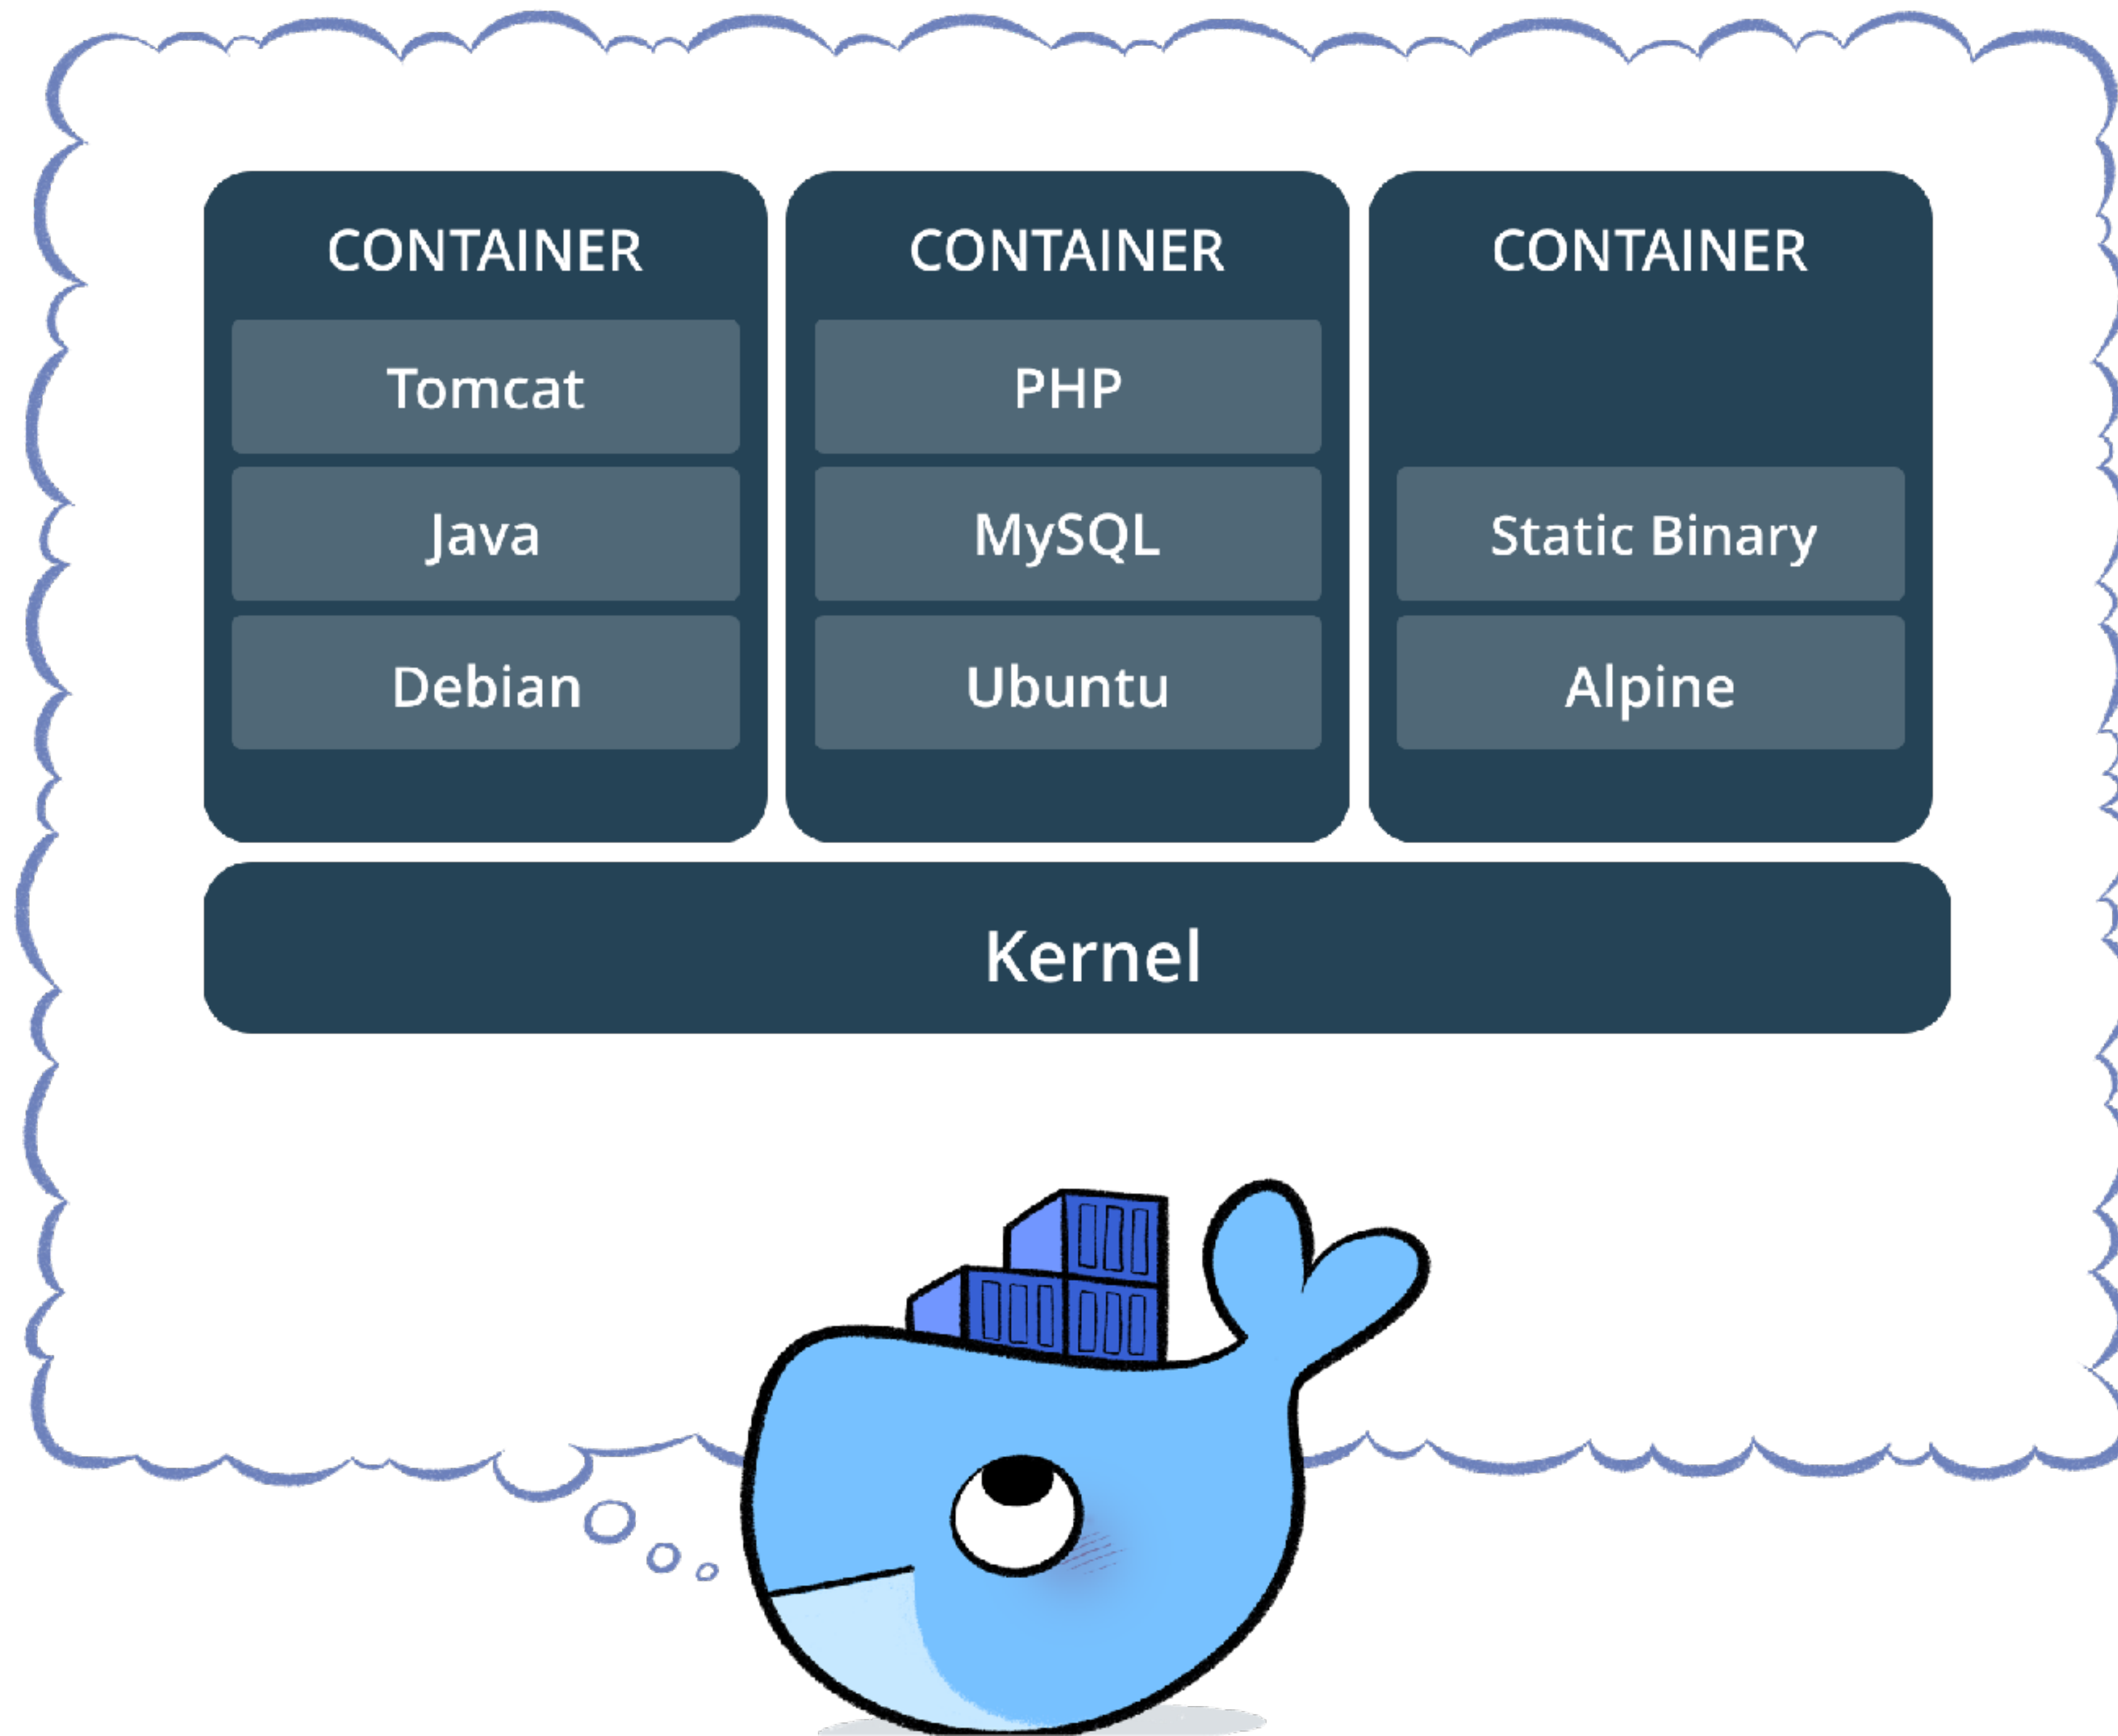 CONTAINER
Tomcat
Java
Debian
CONTAINER
PHP
MySQL
Ubuntu
CONTAINER
Static Binary
Alpine
Kernel